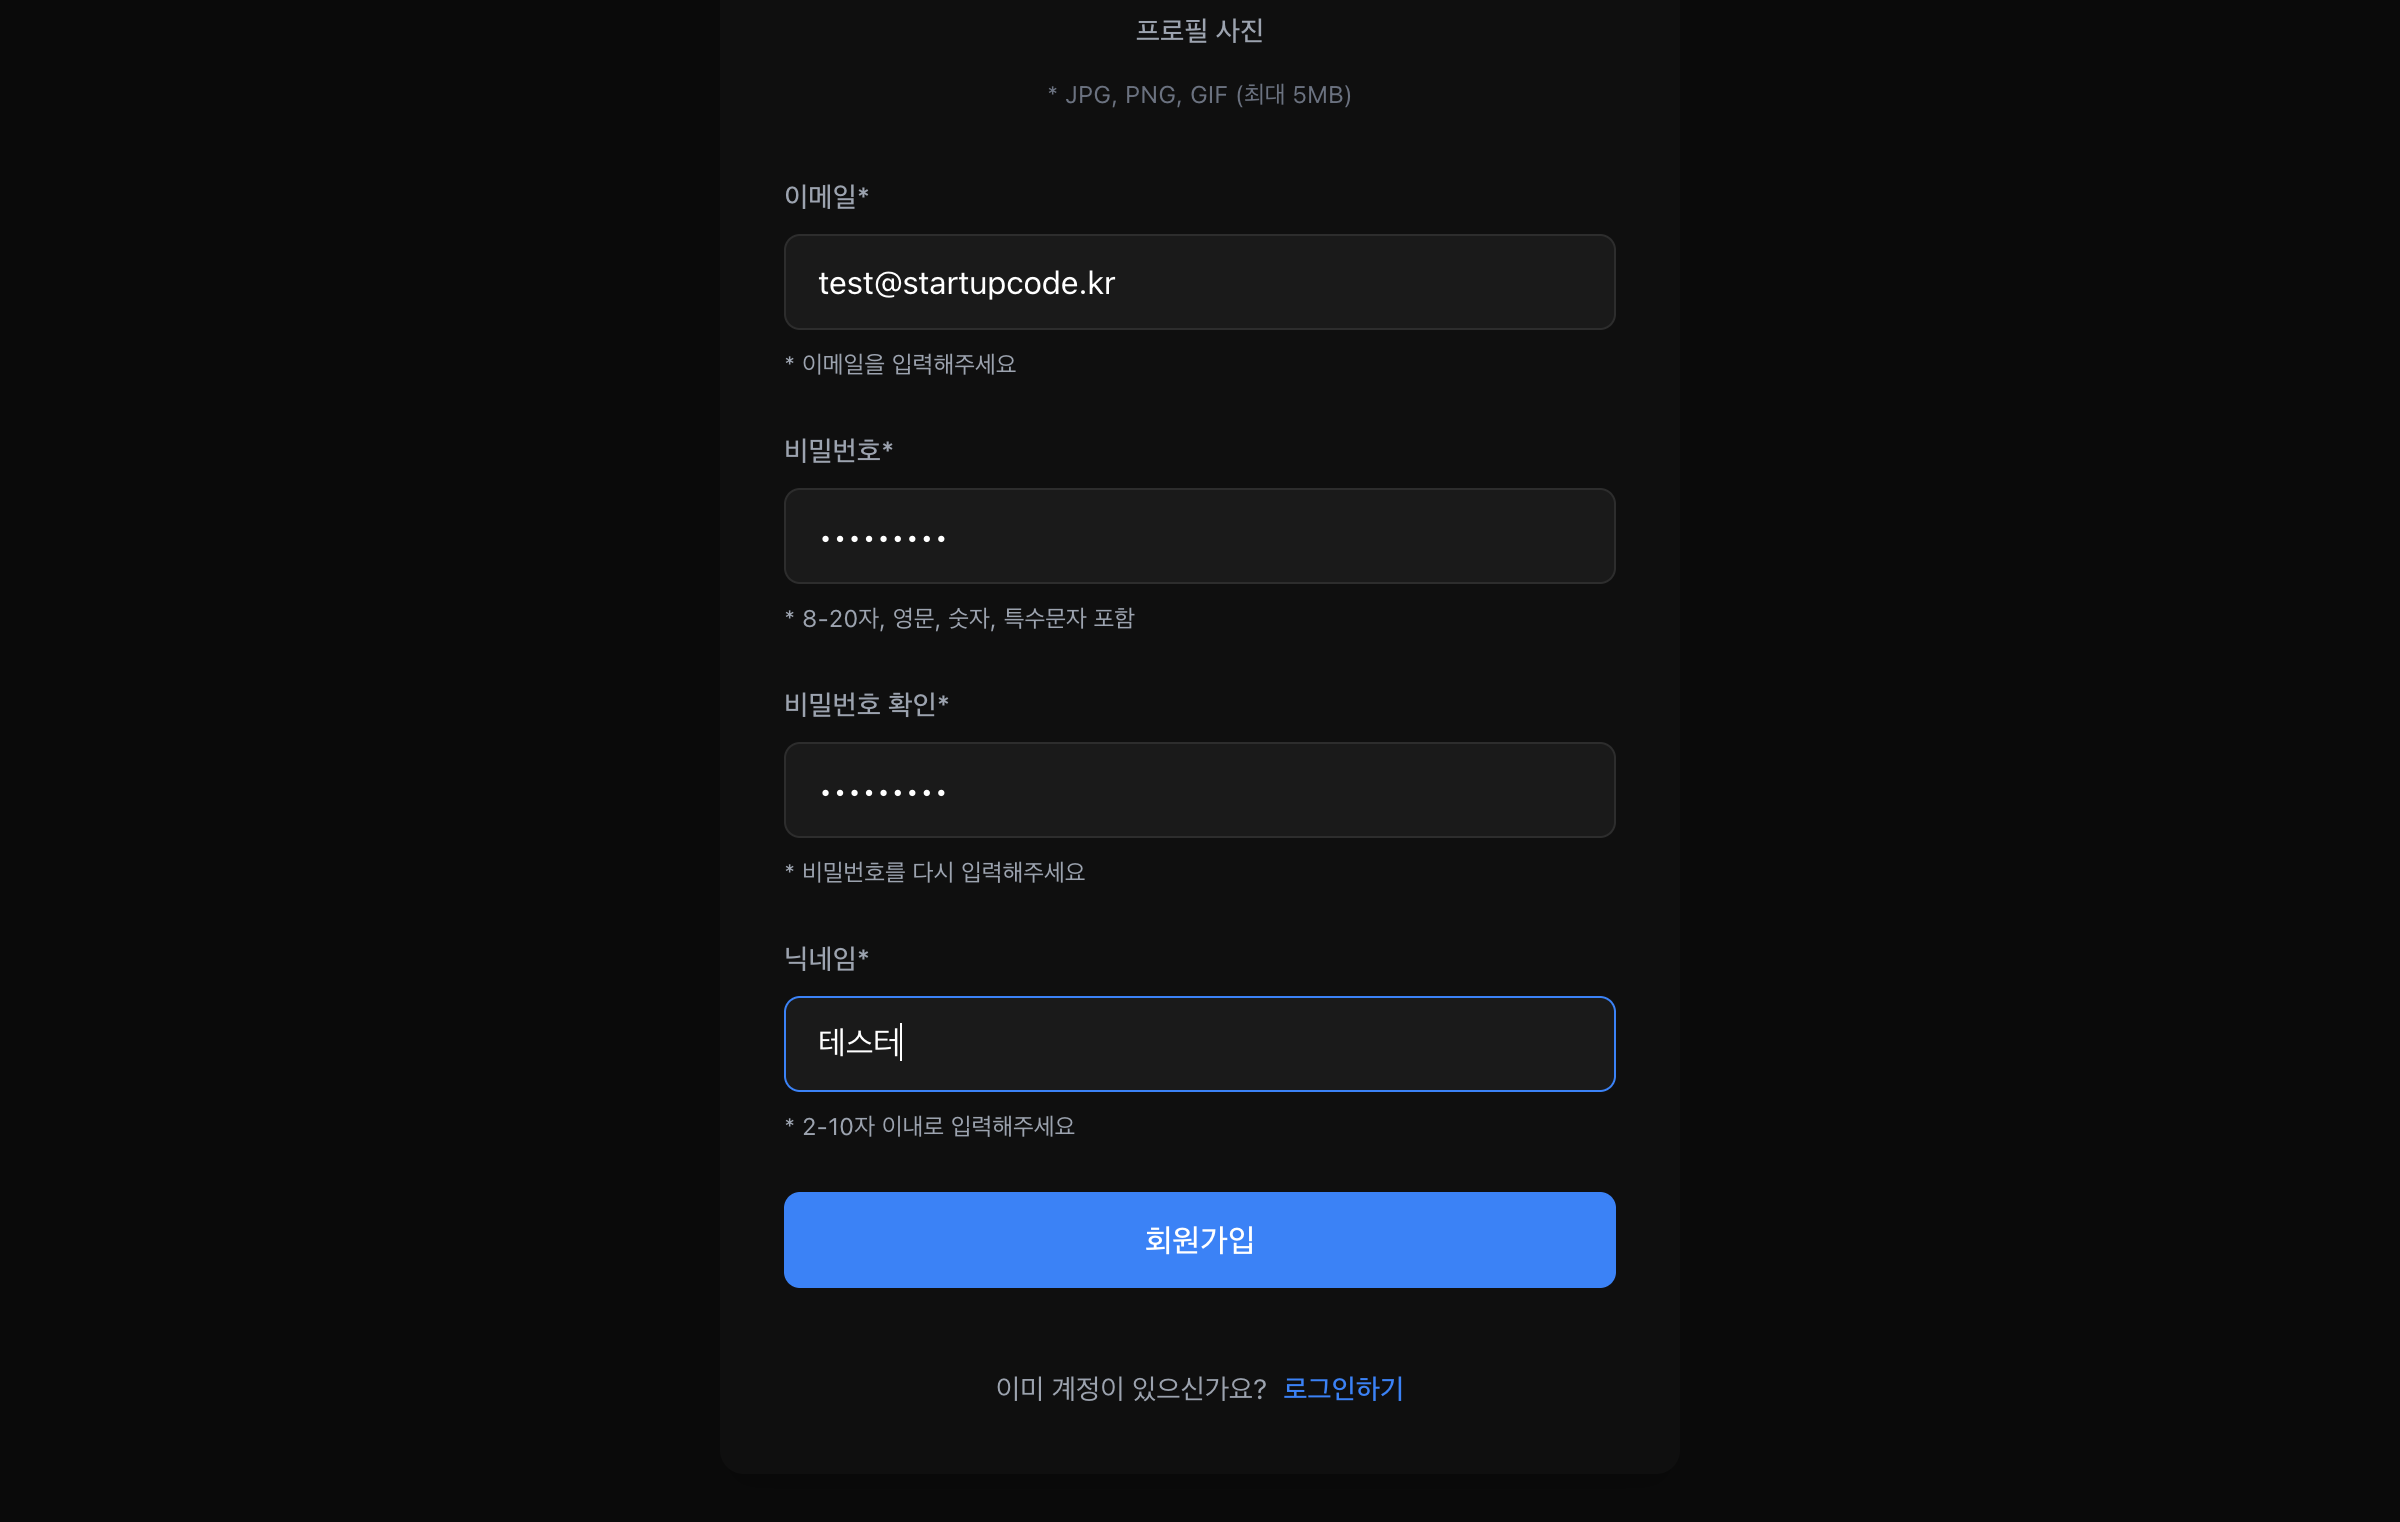 프로필 사진
* JPG, PNG, GIF (최대 5MB)
이메일*
test@startupcode.kr
* 이메일을 입력해주세요
비밀번호*
•••••••••
* 8-20자, 영문, 숫자, 특수문자 포함
비밀번호 확인*
•••••••••
* 비밀번호를 다시 입력해주세요
닉네임*
테스터
* 2-10자 이내로 입력해주세요
회원가입
이미 계정이 있으신가요? 로그인하기